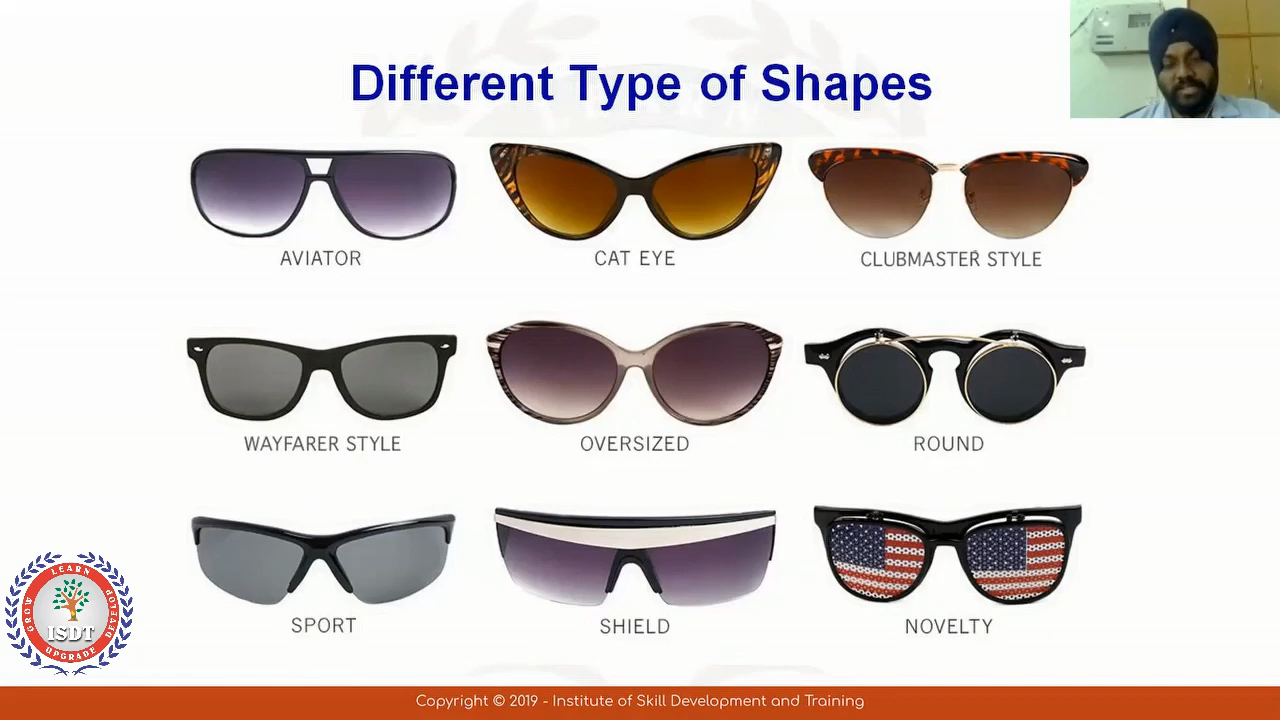 Different Type of Shapes
AVIATOR
CAT EYE
CLUBMASTER STYLE
WAYFARER STYLE
OVERSIZED
ROUND
SPORT
SHIELD
NOVELTY
LEARN
GROW
DEVELOP
ISDT
UPGRADE
Copyright © 2019 - Institute of Skill Development and Training